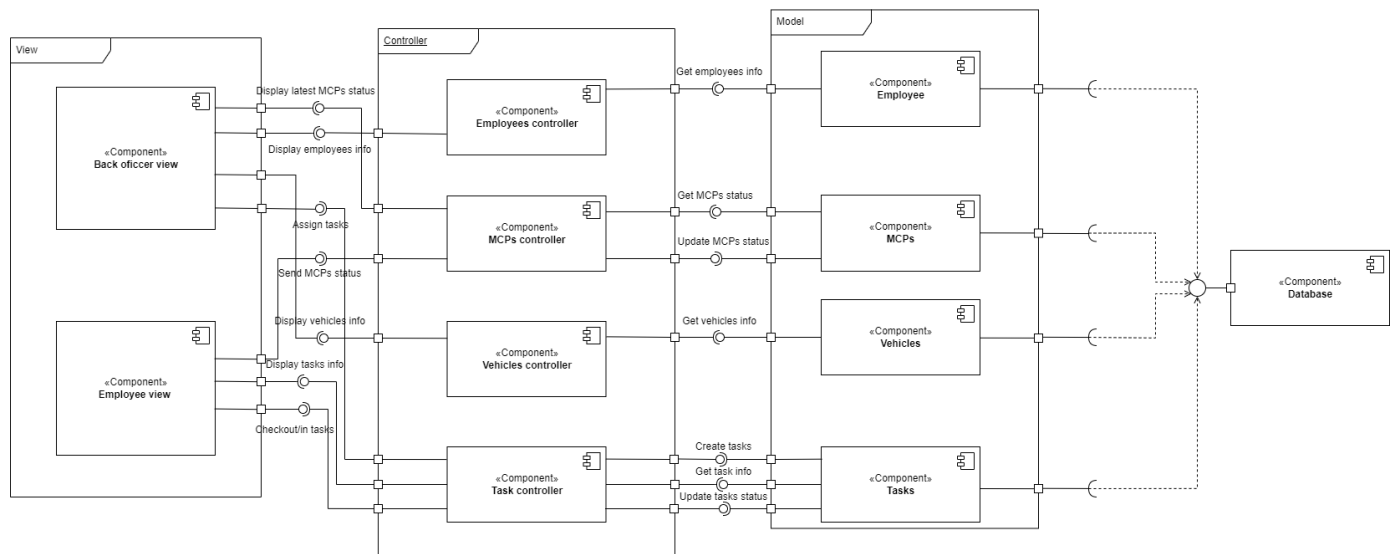 View
«Component»
Back oficcer view
«Component»
Employee view
Display latest MCPs status
Display employees info
Assign tasks
Send MCPs status
Display vehicles info
Display tasks info
Checkout/in tasks
Controller
«Component»
Employees controller
«Component»
MCPs controller
«Component»
Vehicles controller
«Component»
Task controller
Get employees info
Get MCPs status
Update MCPs status
Get vehicles info
Create tasks
Get task info
Update tasks status
Model
«Component»
Employee
«Component»
MCPs
«Component»
Vehicles
«Component»
Tasks
«Component»
Database